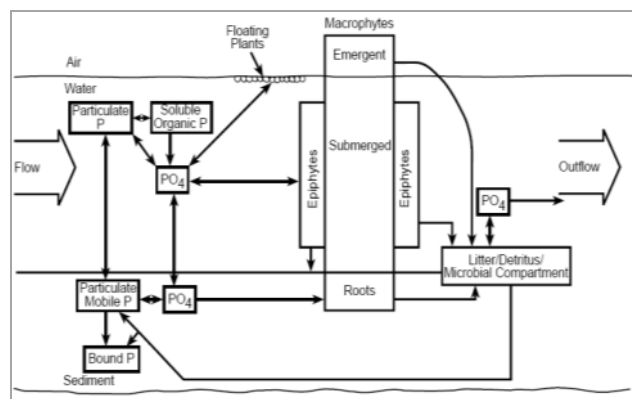 Macrophytes
Floating
Plants
Emergent
Air
Water
Particulate
P
Soluble
Organic P
Flow
PO4
Epiphytes
Submerged
Epiphytes
Outflow
PO4
Litter/Detritus/
Microbial Compartment
Particulate
Mobile P
PO4
Roots
Bound P
Sediment